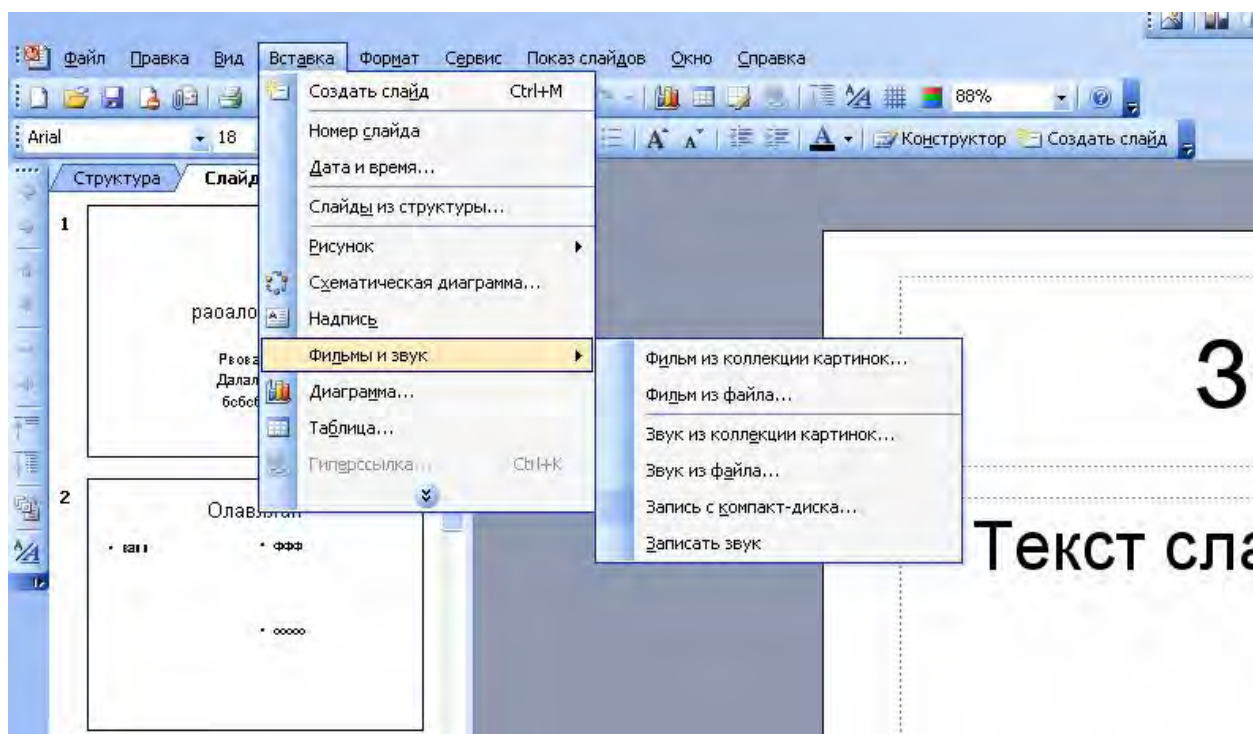 Файл Правка Вид Вставка Формат Сервис Показ слайдов Окно Справка
88%
Arial 18 Конструктор Создать слайд
Структура Слайд
Создать слайд Ctrl+M
Номер слайда
Дата и время...
Слайды из структуры...
Рисунок
Схематическая диаграмма...
Надпись
Фильмы и звук
Диаграмма...
Таблица...
Гиперссылка... Ctrl+K
Фильм из коллекции картинок...
Фильм из файла...
Звук из коллекции картинок...
Звук из файла...
Запись с компакт-диска...
Записать звук
1
раоало
Далал
2
• ффф
• ооооо
З
Текст сла